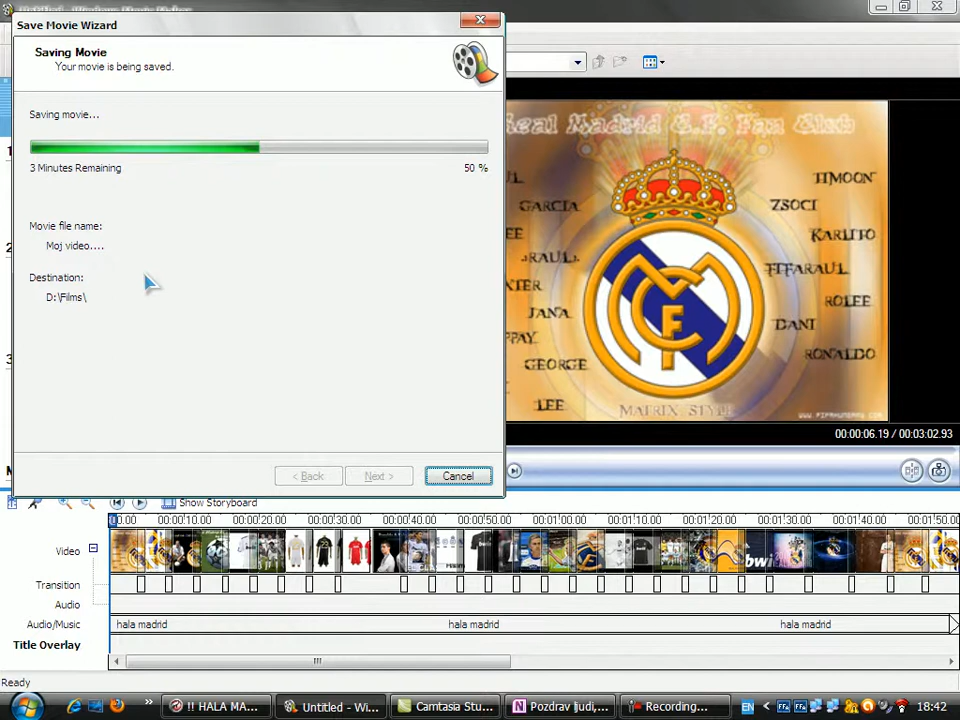 Save Movie Wizard
Saving Movie
Your movie is being saved.
Saving movie...
3 Minutes Remaining
50 %
Movie file name:
Moj video....
Destination:
D:\Films\
< Back
Next >
Cancel
Real Madrid C.F. Fan Club
TIMOON
GARCIA
ZSOCI
KARLITO
RAUL
FIFARAUL
ROLEE
JANA
DANI
GEORGE
RONALDO
LEE
MATRIX STYLE
00:00:06.19 / 00:03:02.93
Show Storyboard
00:00:10.00 00:00:20.00 00:00:30.00 00:00:40.00 00:00:50.00 00:01:00.00 00:01:10.00 00:01:20.00 00:01:30.00 00:01:40.00 00:01:50.00
Video
Transition
Audio
Audio/Music
hala madrid hala madrid hala madrid
Title Overlay
Ready
!! HALA MA...
Untitled - Wi...
Camtasia Stu...
Pozdrav ljudi,...
Recording...
EN
18:42